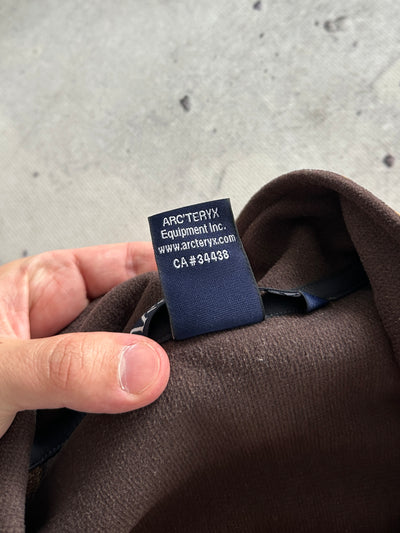 ARC'TERYX
Equipment Inc.
www.arcteryx.com
CA#34438